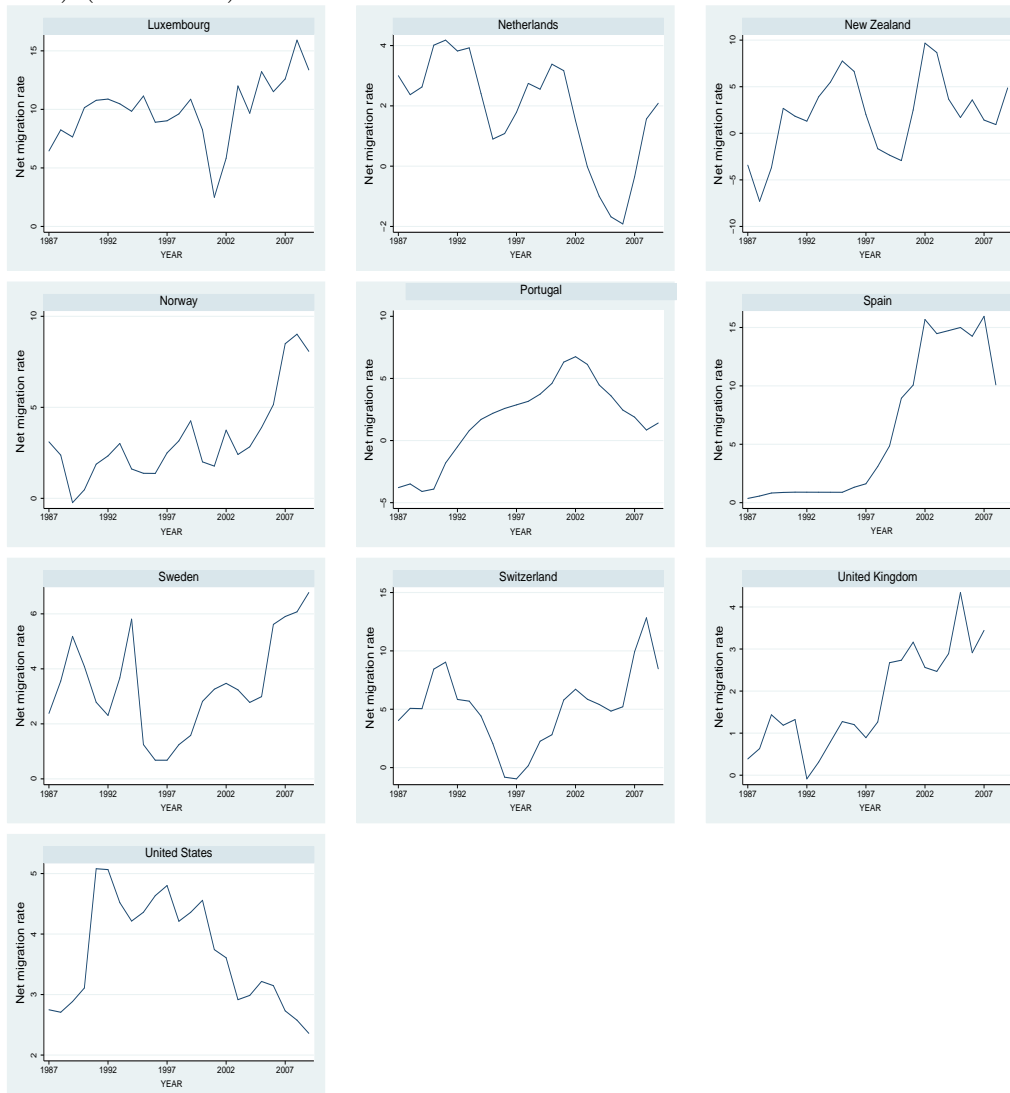 Luxembourg
Net migration rate
15
10
5
0
1987 1992 1997 2002 2007
YEAR
Netherlands
Net migration rate
4
2
0
−2
1987 1992 1997 2002 2007
YEAR
New Zealand
Net migration rate
10
5
0
−5
−10
1987 1992 1997 2002 2007
YEAR
Norway
Net migration rate
10
5
0
1987 1992 1997 2002 2007
YEAR
Portugal
Net migration rate
10
5
0
−5
1987 1992 1997 2002 2007
YEAR
Spain
Net migration rate
15
10
5
0
1987 1992 1997 2002 2007
YEAR
Sweden
Net migration rate
6
4
2
0
1987 1992 1997 2002 2007
YEAR
Switzerland
Net migration rate
15
10
5
0
1987 1992 1997 2002 2007
YEAR
United Kingdom
Net migration rate
4
3
2
1
0
1987 1992 1997 2002 2007
YEAR
United States
Net migration rate
5
4
3
2
1987 1992 1997 2002 2007
YEAR